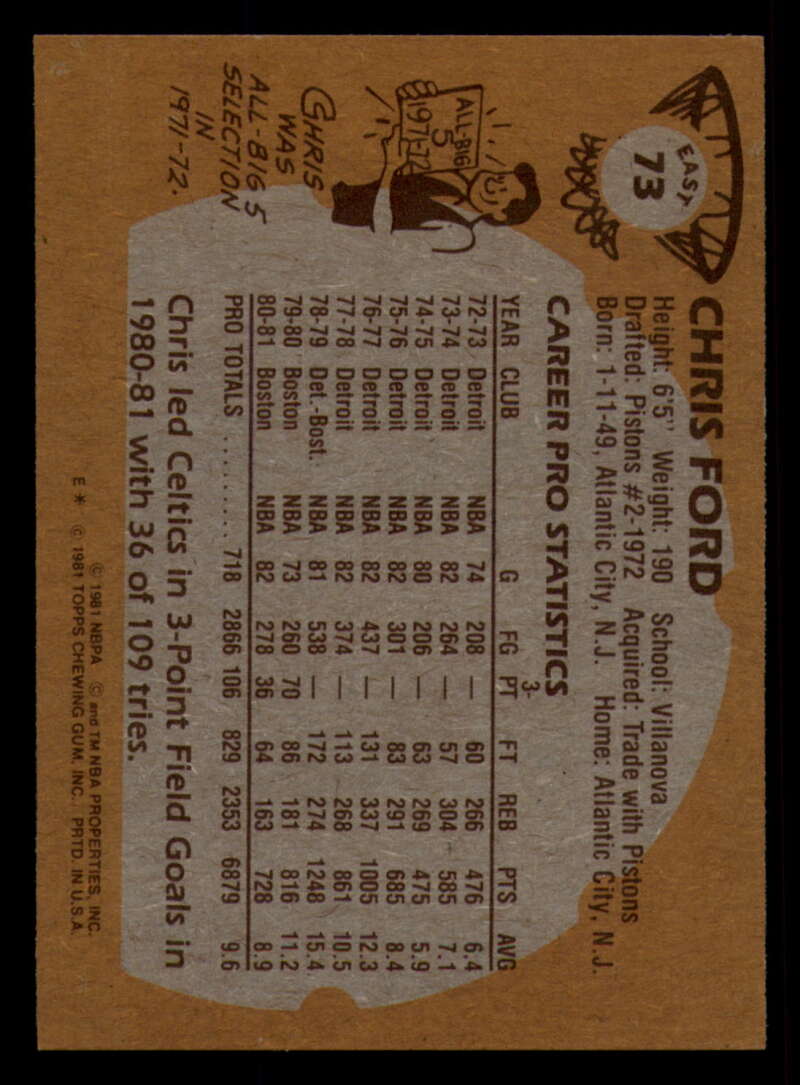 EASY
73
CHRIS FORD
Height: 6'5" Weight: 190 School: Villanova
Drafted: Pistons #2-1972 Acquired: Trade with Pistons
Born: 1-11-49, Atlantic City, N.J. Home: Atlantic City, N.J.
CAREER PRO STATISTICS
YEAR CLUB G FG 3-PT FT REB PTS AVG
72-73 Detroit NBA 74 208 — 60 266 476 6.4
73-74 Detroit NBA 82 264 — 57 304 585 7.1
74-75 Detroit NBA 80 206 — 63 269 475 5.9
75-76 Detroit NBA 82 301 — 83 291 685 8.4
76-77 Detroit NBA 82 437 — 131 337 1005 12.3
77-78 Detroit NBA 82 374 — 113 268 861 10.5
78-79 Det.-Bost. NBA 81 538 — 172 274 1248 15.4
79-80 Boston NBA 73 260 70 86 181 816 11.2
80-81 Boston NBA 82 278 36 64 163 728 8.9
PRO TOTALS ......... 718 2866 106 829 2353 6879 9.6
Chris led Celtics in 3-Point Field Goals in
1980-81 with 36 of 109 tries.
ALL-BIG
5
1971-72
CHRIS
WAS
ALL-BIG 5
SELECTION
IN
1971-72.
© 1981 NBPA © and TM NBA PROPERTIES, INC.
E* © 1981 TOPPS CHEWING GUM, INC. PRTD. IN U.S.A.